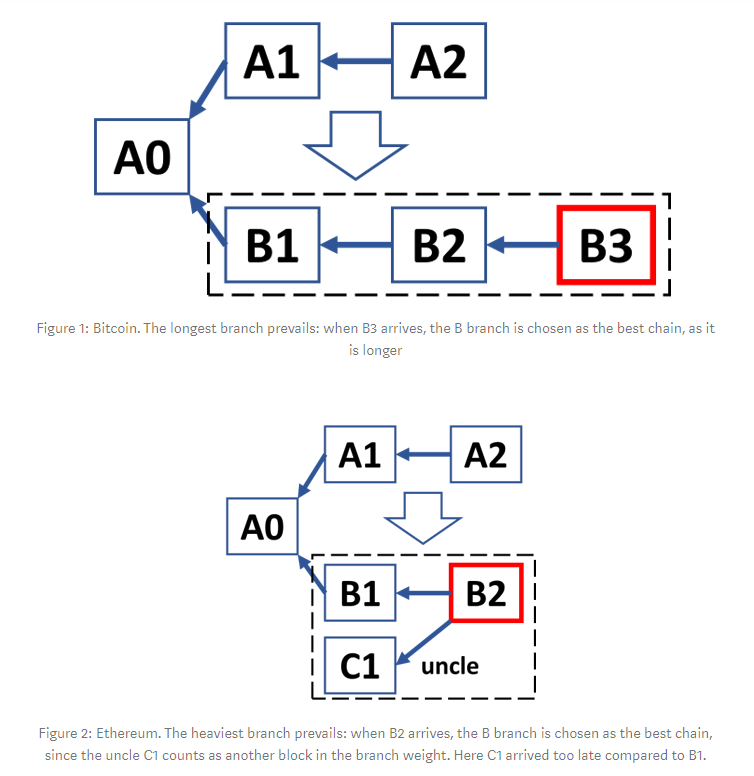 A1
A2
A0
B1
B2
B3
Figure 1: Bitcoin. The longest branch prevails: when B3 arrives, the B branch is chosen as the best chain, as it
is longer
A1
A2
A0
B1
B2
C1
uncle
Figure 2: Ethereum. The heaviest branch prevails: when B2 arrives, the B branch is chosen as the best chain,
since the uncle C1 counts as another block in the branch weight. Here C1 arrived too late compared to B1.